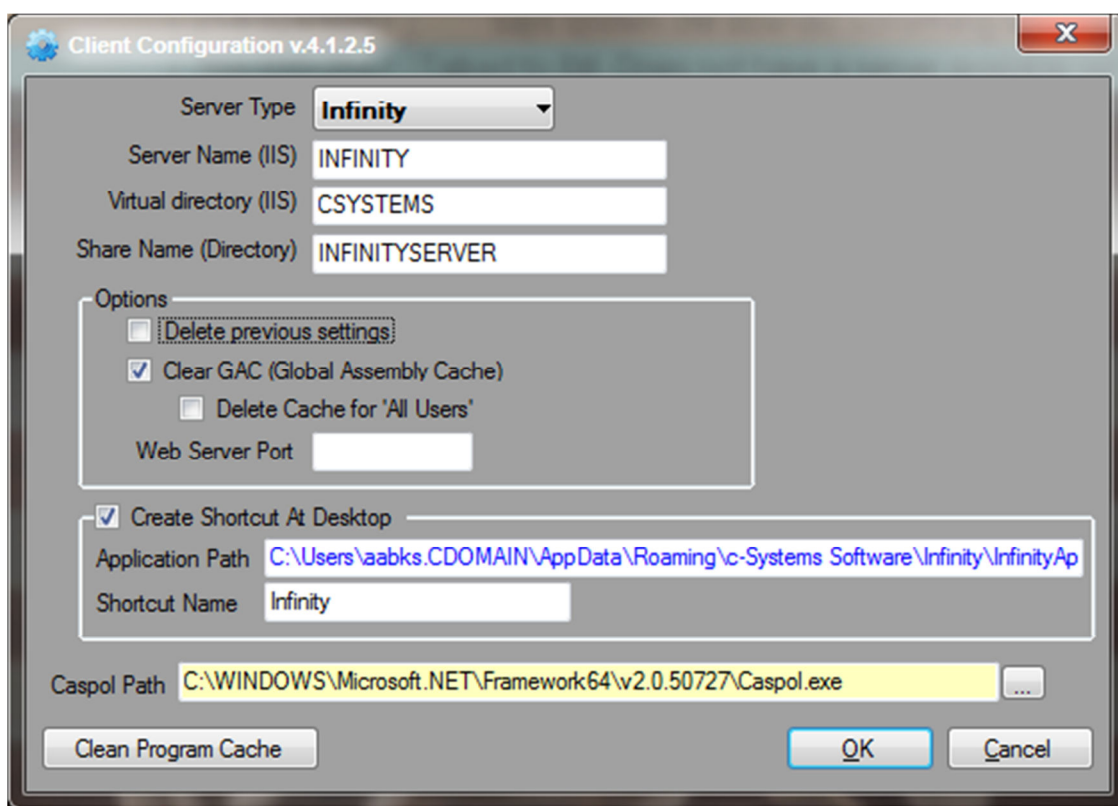 Client Configuration v.4.1.2.5
Server Type Infinity
Server Name (IIS) INFINITY
Virtual directory (IIS) CSYSTEMS
Share Name (Directory) INFINITYSERVER
Options
Delete previous settings
Clear GAC (Global Assembly Cache)
Delete Cache for 'All Users'
Web Server Port
Create Shortcut At Desktop
Application Path C:\Users\aabks.CDOMAIN\AppData\Roaming\c-Systems Software\Infinity\InfinityAp
Shortcut Name Infinity
Caspol Path C:\WINDOWS\Microsoft.NET\Framework64\v2.0.50727\Caspol.exe ...
Clean Program Cache OK Cancel